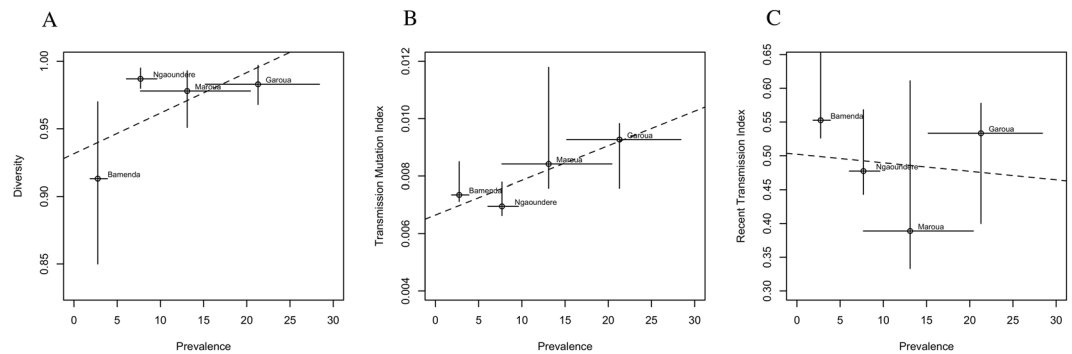 A
Diversity
1.00
0.95
0.90
0.85
Ngaoundere
Maroua
Garoua
Bamenda
0 5 10 15 20 25 30
Prevalence
B
Transmission Mutation Index
0.012
0.010
0.008
0.006
0.004
Garoua
Maroua
Bamenda
Ngaoundere
0 5 10 15 20 25 30
Prevalence
C
Recent Transmission Index
0.65
0.60
0.55
0.50
0.45
0.40
0.35
0.30
Bamenda
Garoua
Ngaoundere
Maroua
0 5 10 15 20 25 30
Prevalence